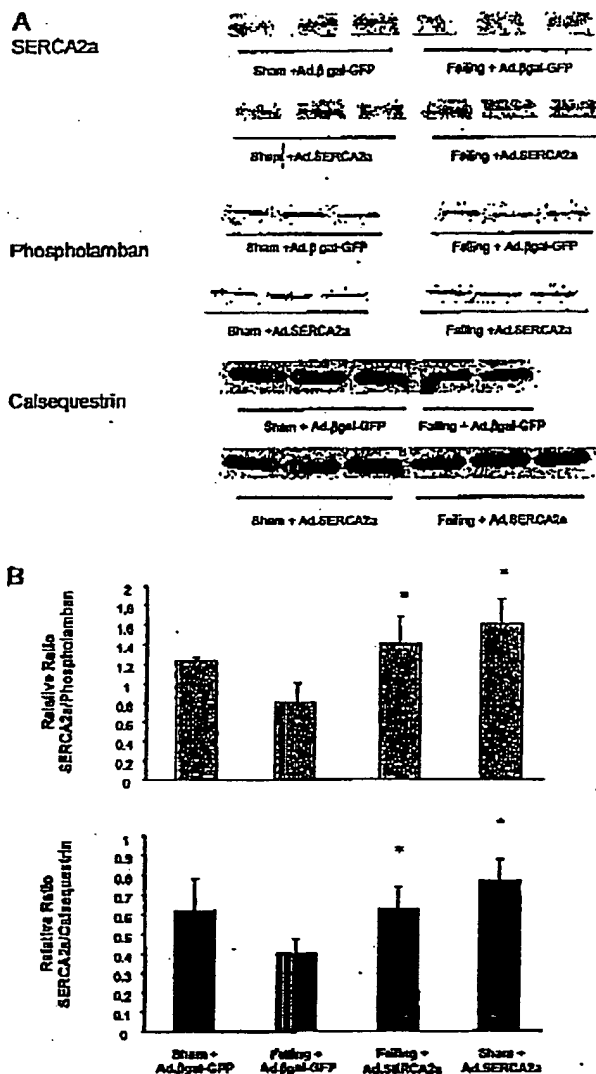 A
SERCA2a
Sham +Ad.β gal-GFP Failing + Ad.βgal-GFP
Sham +Ad.SERCA2a Failing +Ad.SERCA2a
Phospholamban
Sham +Ad.β gal-GFP Failing +Ad.βgal-GFP
Sham +Ad.SERCA2a Failing +Ad.SERCA2a
Calsequestrin
Sham + Ad.βgal-GFP Failing + Ad.βgal-GFP
Sham + Ad.SERCA2a Failing + Ad.SERCA2a
B
Relative Ratio
SERCA2a/Phospholamban
2
1.8
1.6
1.4
1.2
1
0.8
0.6
0.4
0.2
0
* *
Relative Ratio
SERCA2a/Calsequestrin
1
0.9
0.8
0.7
0.6
0.5
0.4
0.3
0.2
0.1
0
* *
Sham + Failing + Failing + Sham +
Ad.βgal-GFP Ad.βgal-GFP Ad.SERCA2a Ad.SERCA2a